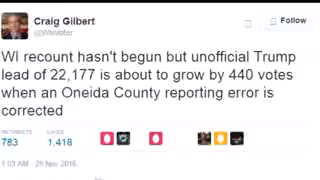 Craig Gilbert
@WisVoter
Follow
WI recount hasn't begun but unofficial Trump
lead of 22,177 is about to grow by 440 votes
when an Oneida County reporting error is
corrected
RETWEETS LIKES
783 1,418
1:03 AM - 29 Nov 2016